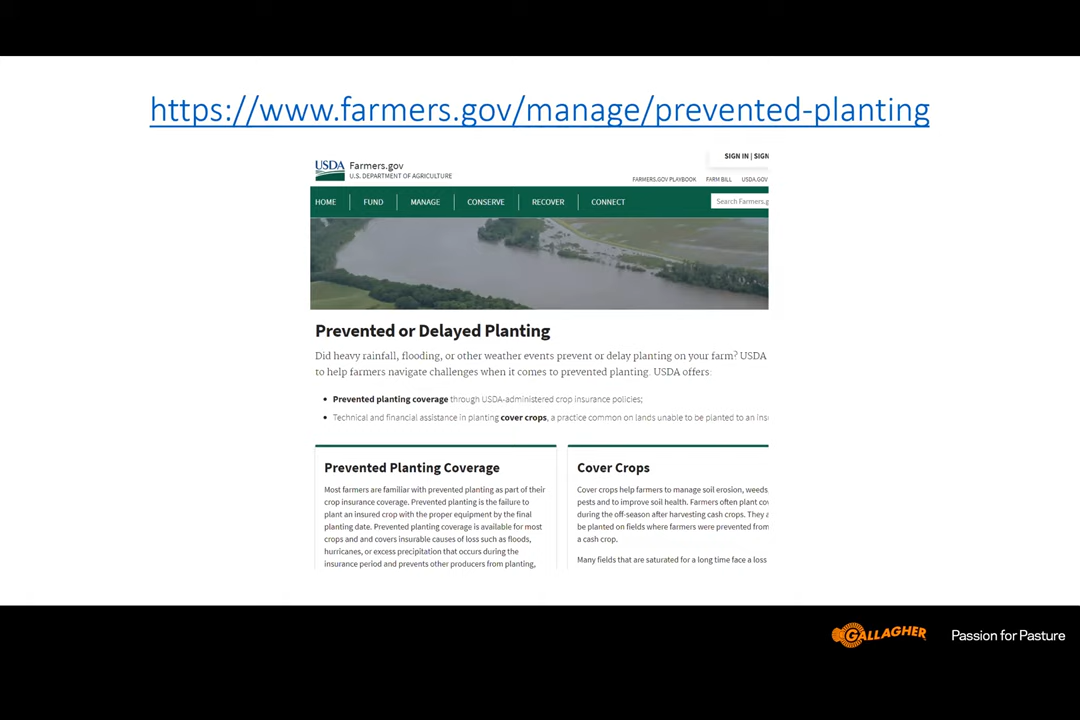 https://www.farmers.gov/manage/prevented-planting
SIGN IN | SIGN
USDA Farmers.gov
U.S. DEPARTMENT OF AGRICULTURE
FARMERS.GOV PLAYBOOK FARM BILL USDA.GOV
HOME FUND MANAGE CONSERVE RECOVER CONNECT Search Farmers.g
Prevented or Delayed Planting
Did heavy rainfall, flooding, or other weather events prevent or delay planting on your farm? USDA
to help farmers navigate challenges when it comes to prevented planting. USDA offers:
• Prevented planting coverage through USDA-administered crop insurance policies;
• Technical and financial assistance in planting cover crops, a practice common on lands unable to be planted to an ins
Prevented Planting Coverage
Most farmers are familiar with prevented planting as part of their
crop insurance coverage. Prevented planting is the failure to
plant an insured crop with the proper equipment by the final
planting date. Prevented planting coverage is available for most
crops and and covers insurable causes of loss such as floods,
hurricanes, or excess precipitation that occurs during the
insurance period and prevents other producers from planting,
Cover Crops
Cover crops help farmers to manage soil erosion, weeds,
pests and to improve soil health. Farmers often plant cov
during the off-season after harvesting cash crops. They a
be planted on fields where farmers were prevented from
a cash crop.
Many fields that are saturated for a long time face a loss
GALLAGHER Passion for Pasture